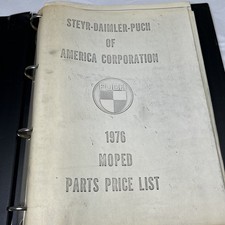 STEYR-DAIMLER-PUCH
OF
AMERICA CORPORATION
PUCH
1976
MOPED
PARTS PRICE LIST